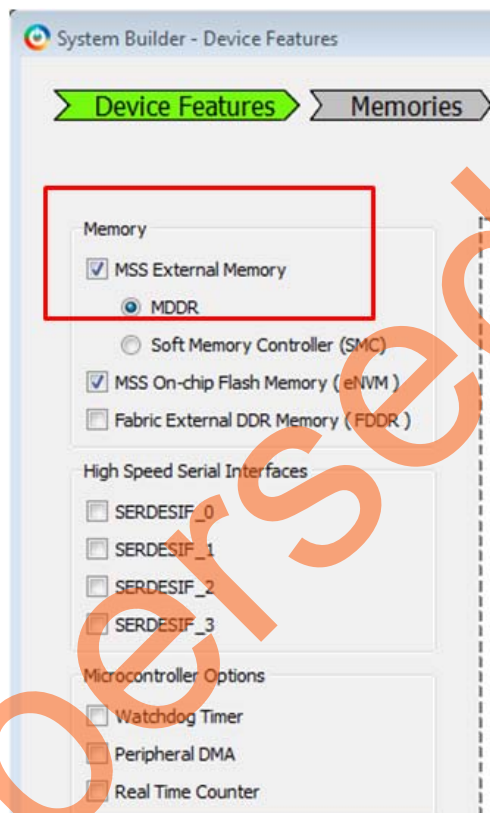 System Builder - Device Features
Device Features Memories
Memory
MSS External Memory
MDDR
Soft Memory Controller (SMC)
MSS On-chip Flash Memory ( eNVM )
Fabric External DDR Memory ( FDDR )
High Speed Serial Interfaces
SERDESIF_0
SERDESIF_1
SERDESIF_2
SERDESIF_3
Microcontroller Options
Watchdog Timer
Peripheral DMA
Real Time Counter